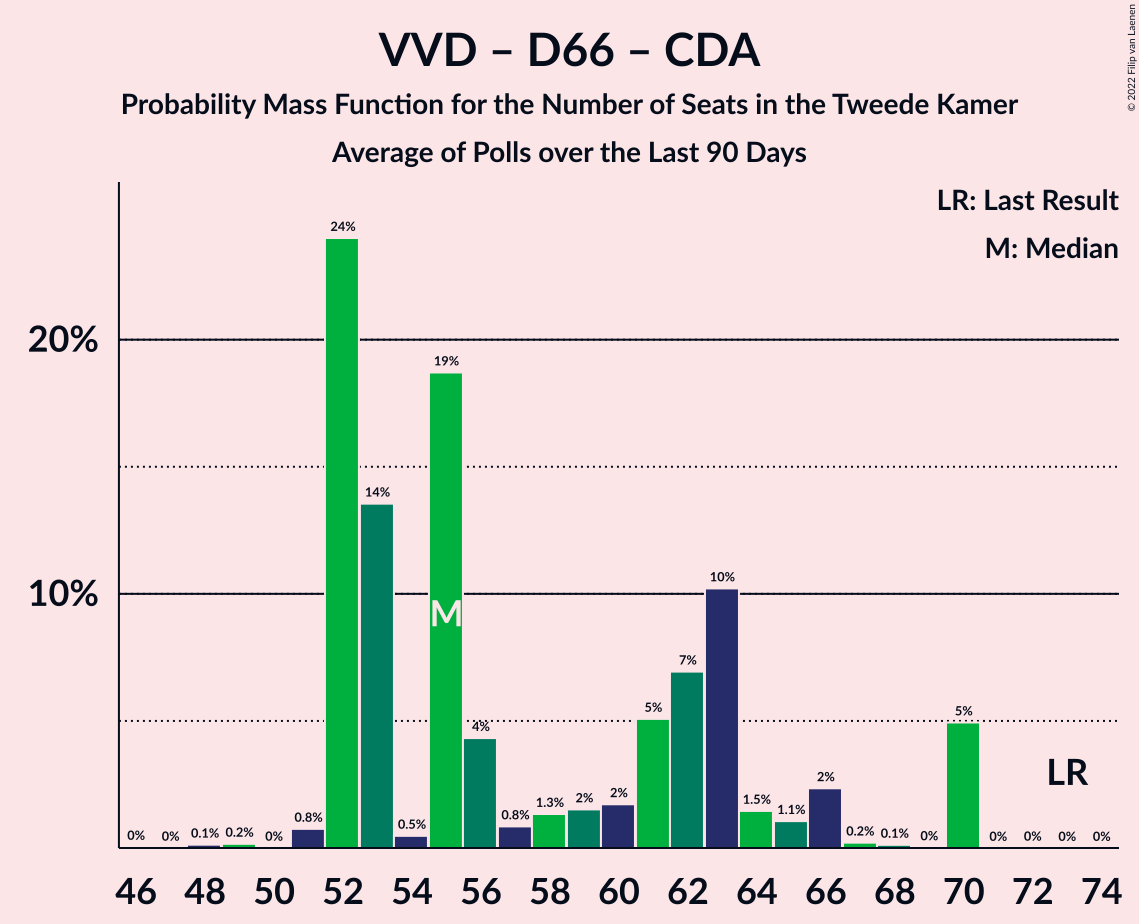 VVD – D66 – CDA
Probability Mass Function for the Number of Seats in the Tweede Kamer
Average of Polls over the Last 90 Days
© 2022 Filip van Laenen
LR: Last Result
M: Median
20%
10%
0% 0% 0.1% 0.2% 0% 0.8% 24% 14% 0.5% 19% 4% 0.8% 1.3% 2% 2% 5% 7% 10% 1.5% 1.1% 2% 0.2% 0.1% 0% 5% 0% 0% 0% 0%
M
LR
46 48 50 52 54 56 58 60 62 64 66 68 70 72 74